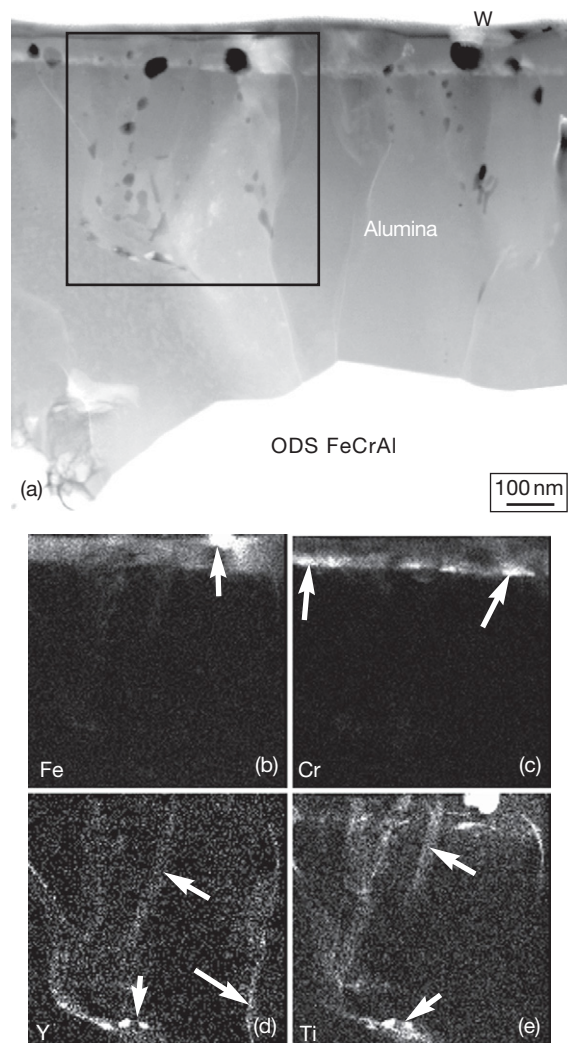 W
Alumina
ODS FeCrAl
(a)
100 nm
Fe
(b)
Cr
(c)
Y
(d)
Ti
(e)